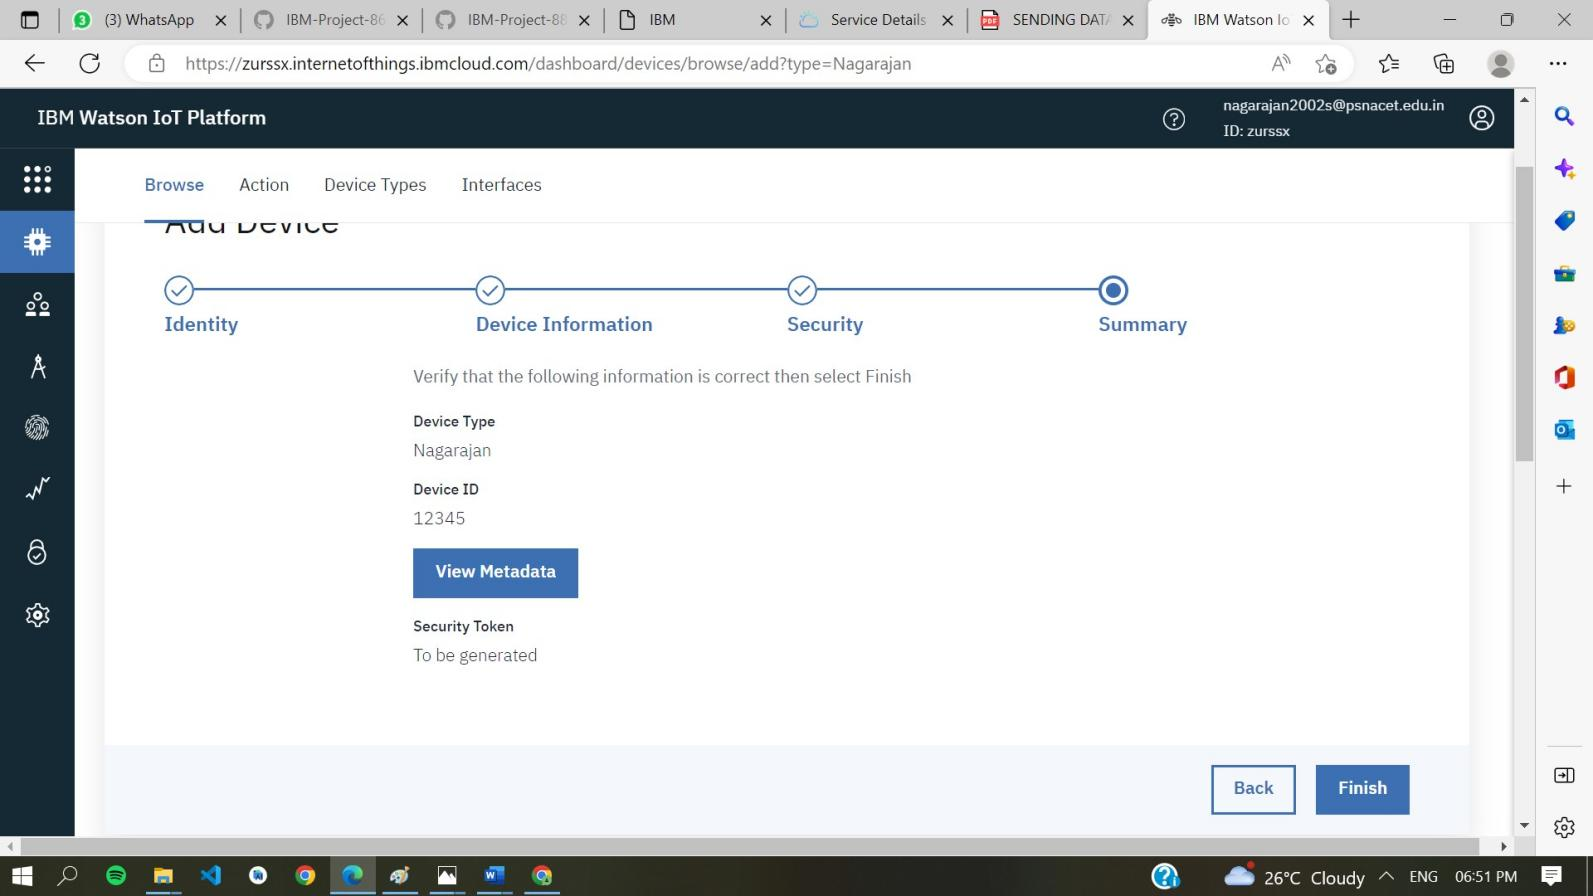 (3) WhatsApp
IBM-Project-86
IBM-Project-88
IBM
Service Details
SENDING DATA
IBM Watson Io
https://zurssx.internetofthings.ibmcloud.com/dashboard/devices/browse/add?type=Nagarajan
IBM Watson IoT Platform
nagarajan2002s@psnacet.edu.in
ID: zurssx
Browse Action Device Types Interfaces
Add Device
Identity Device Information Security Summary
Verify that the following information is correct then select Finish
Device Type
Nagarajan
Device ID
12345
View Metadata
Security Token
To be generated
Back Finish
26°C Cloudy ENG 06:51 PM